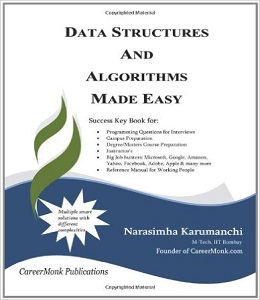 Copyrighted Material
DATA STRUCTURES
AND
ALGORITHMS
MADE EASY
Success Key Book for:
• Programming Questions for Interviews
• Campus Preparation
• Degree/Masters Course Preparation
• Instructor's
• Big Job hunters: Microsoft, Google, Amazon,
Yahoo, Facebook, Adobe, Apple & many more
• Reference Manual for Working People
Multiple smart
solutions with
different
complexities
Narasimha Karumanchi
M-Tech, IIT Bombay
Founder of CareerMonk.com
CareerMonk Publications
Copyrighted Material